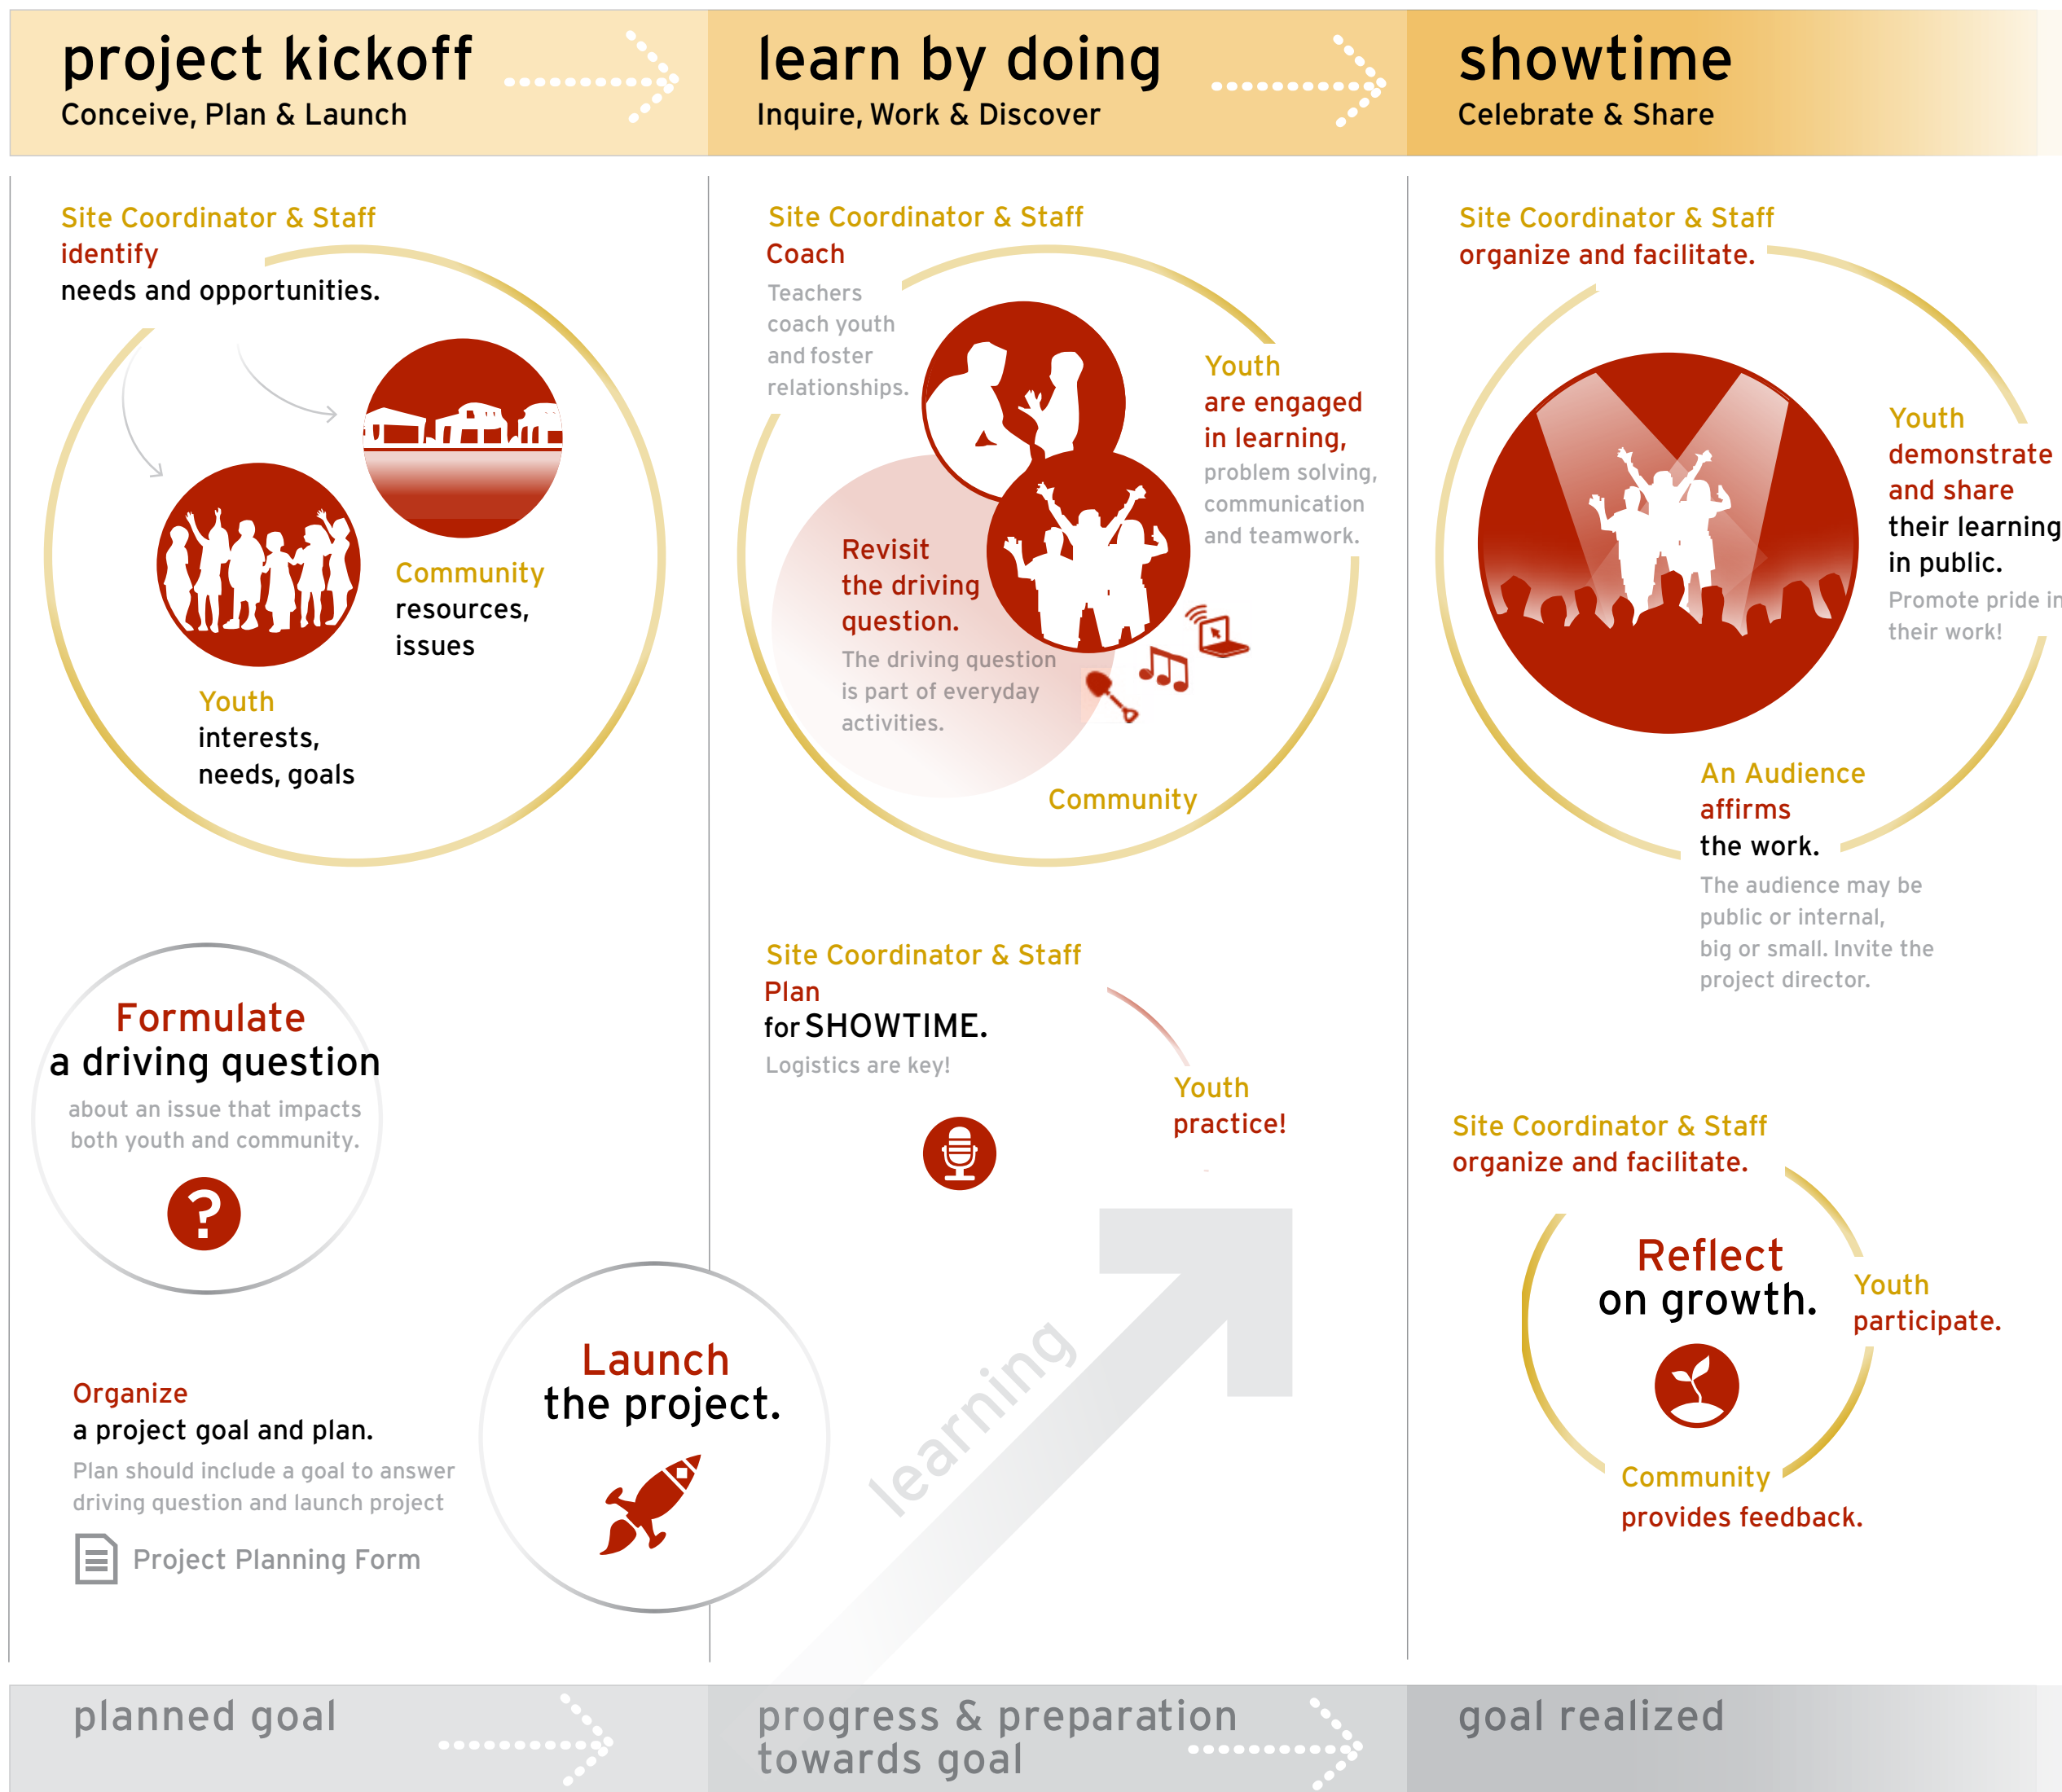 project kickoff
Conceive, Plan & Launch
learn by doing
Inquire, Work & Discover
showtime
Celebrate & Share
Site Coordinator & Staff
identify
needs and opportunities.
Community
resources,
issues
Youth
interests,
needs, goals
Formulate
a driving question
about an issue that impacts
both youth and community.
?
Organize
a project goal and plan.
Plan should include a goal to answer
driving question and launch project
Project Planning Form
Launch
the project.
Site Coordinator & Staff
Coach
Teachers
coach youth
and foster
relationships.
Youth
are engaged
in learning,
problem solving,
communication
and teamwork.
Revisit
the driving
question.
The driving question
is part of everyday
activities.
Community
Site Coordinator & Staff
Plan
for SHOWTIME.
Logistics are key!
Youth
practice!
learning
Site Coordinator & Staff
organize and facilitate.
Youth
demonstrate
and share
their learning
in public.
Promote pride in
their work!
An Audience
affirms
the work.
The audience may be
public or internal,
big or small. Invite the
project director.
Site Coordinator & Staff
organize and facilitate.
Reflect
on growth.
Youth
participate.
Community
provides feedback.
planned goal
progress & preparation
towards goal
goal realized